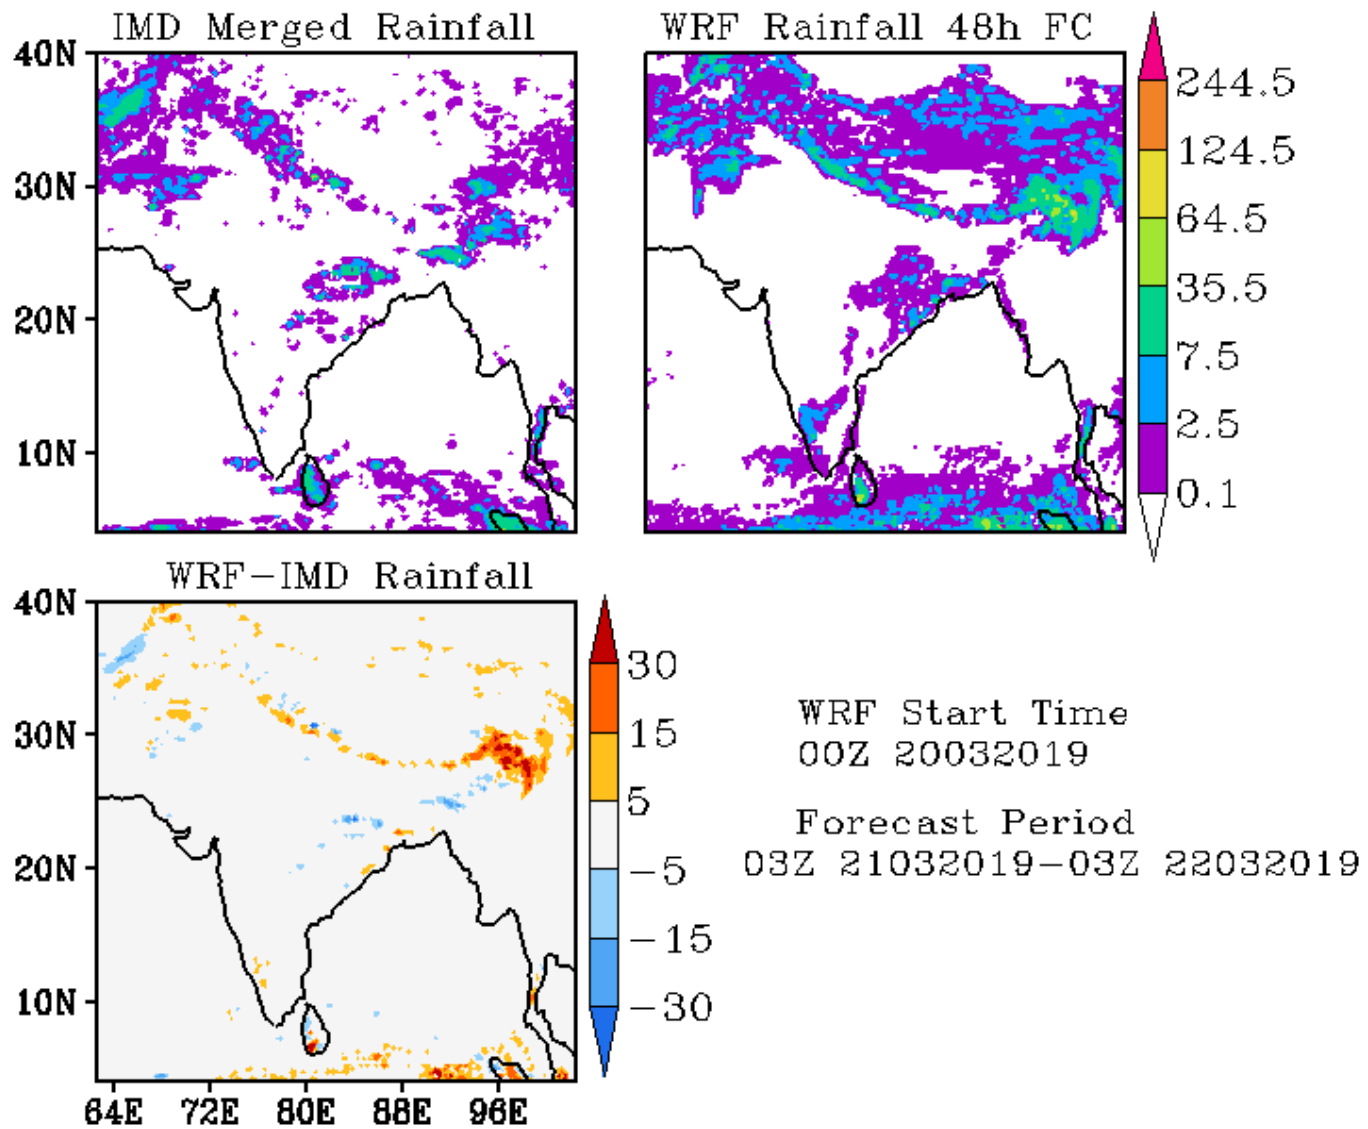 IMD Merged Rainfall
WRF Rainfall 48h FC
40N
30N
20N
10N
244.5
124.5
64.5
35.5
7.5
2.5
0.1
WRF-IMD Rainfall
40N
30N
20N
10N
64E 72E 80E 88E 96E
30
15
5
-5
-15
-30
WRF Start Time
00Z 20032019
Forecast Period
03Z 21032019-03Z 22032019